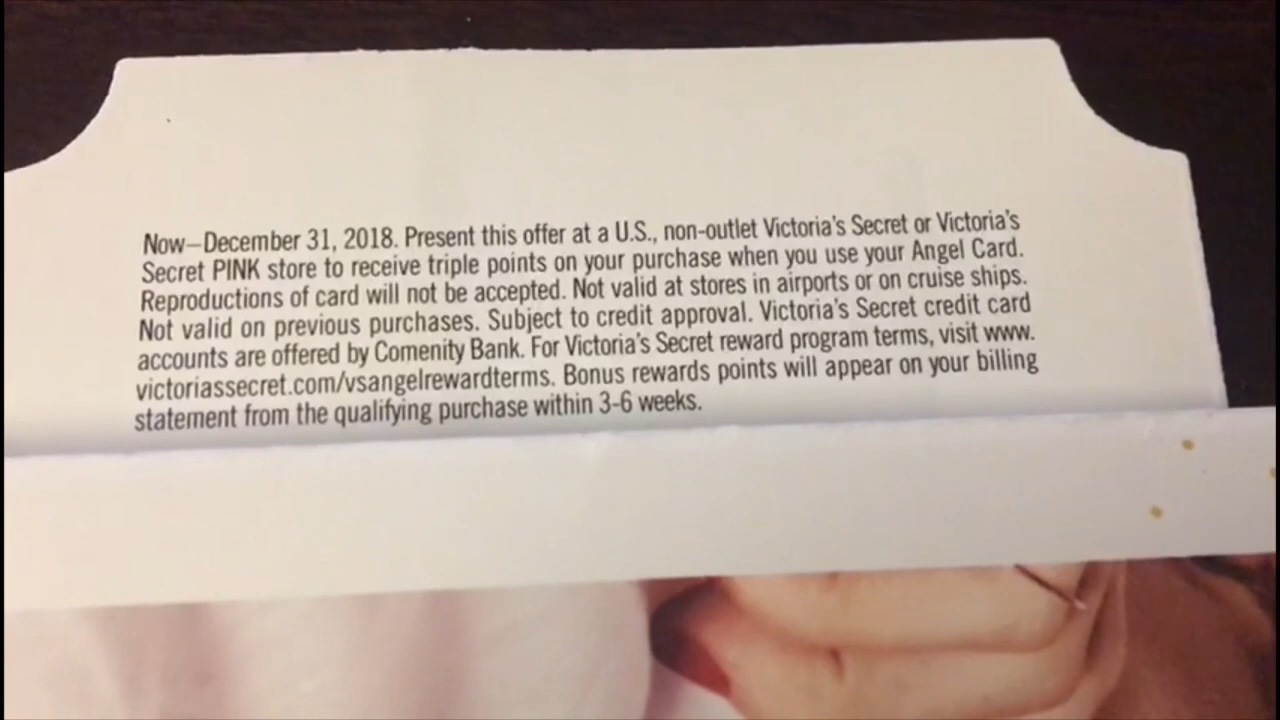 Now–December 31, 2018. Present this offer at a U.S., non-outlet Victoria's Secret or Victoria's
Secret PINK store to receive triple points on your purchase when you use your Angel Card.
Reproductions of card will not be accepted. Not valid at stores in airports or on cruise ships.
Not valid on previous purchases. Subject to credit approval. Victoria's Secret credit card
accounts are offered by Comenity Bank. For Victoria's Secret reward program terms, visit www.
victoriassecret.com/vsangelrewardterms. Bonus rewards points will appear on your billing
statement from the qualifying purchase within 3-6 weeks.